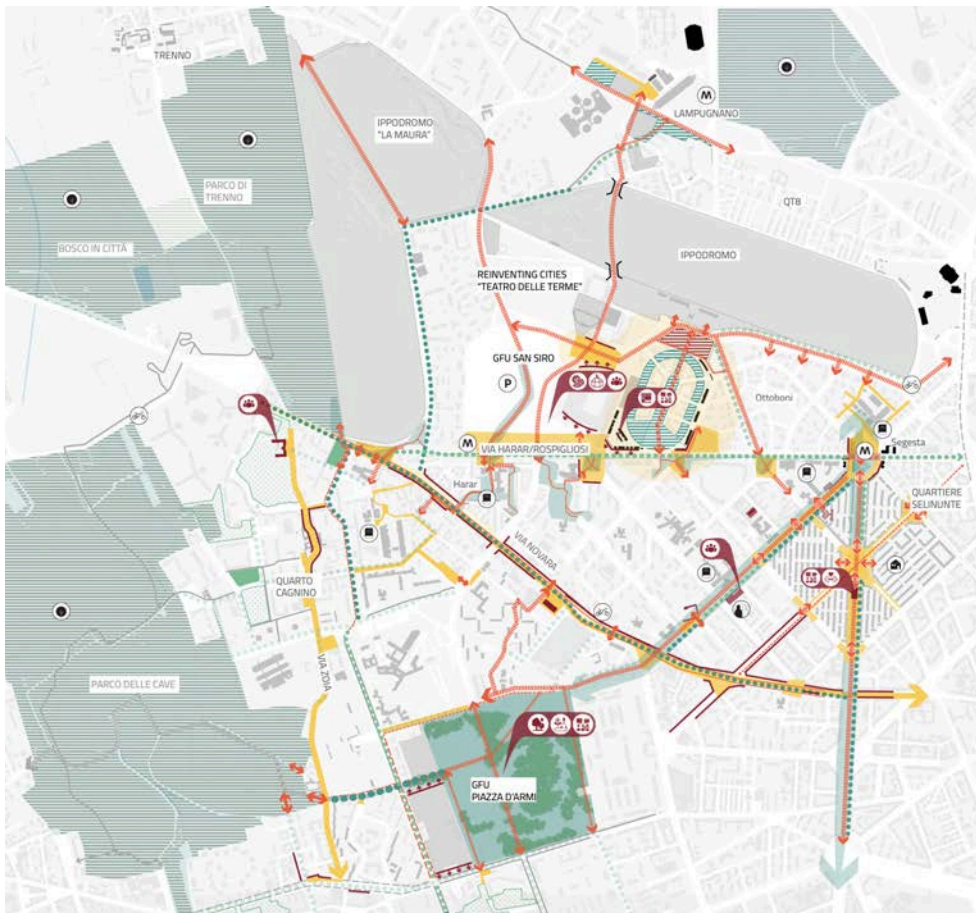 TRENNO
M
LAMPUGNANO
IPPODROMO
"LA MAURA"
PARCO DI
TRENNO
QT8
BOSCO IN CITTÀ
IPPODROMO
REINVENTING CITIES
"TEATRO DELLE TERME"
GFU SAN SIRO
P
Ottoboni
M
VIA HARAR/ROSPIGLIOSI
Segesta
M
Harar
QUARTIERE
SELINUNTE
VIA NOVARA
QUARTO
CAGNINO
VIA ZOIA
PARCO DELLE CAVE
GFU
PIAZZA D'ARMI